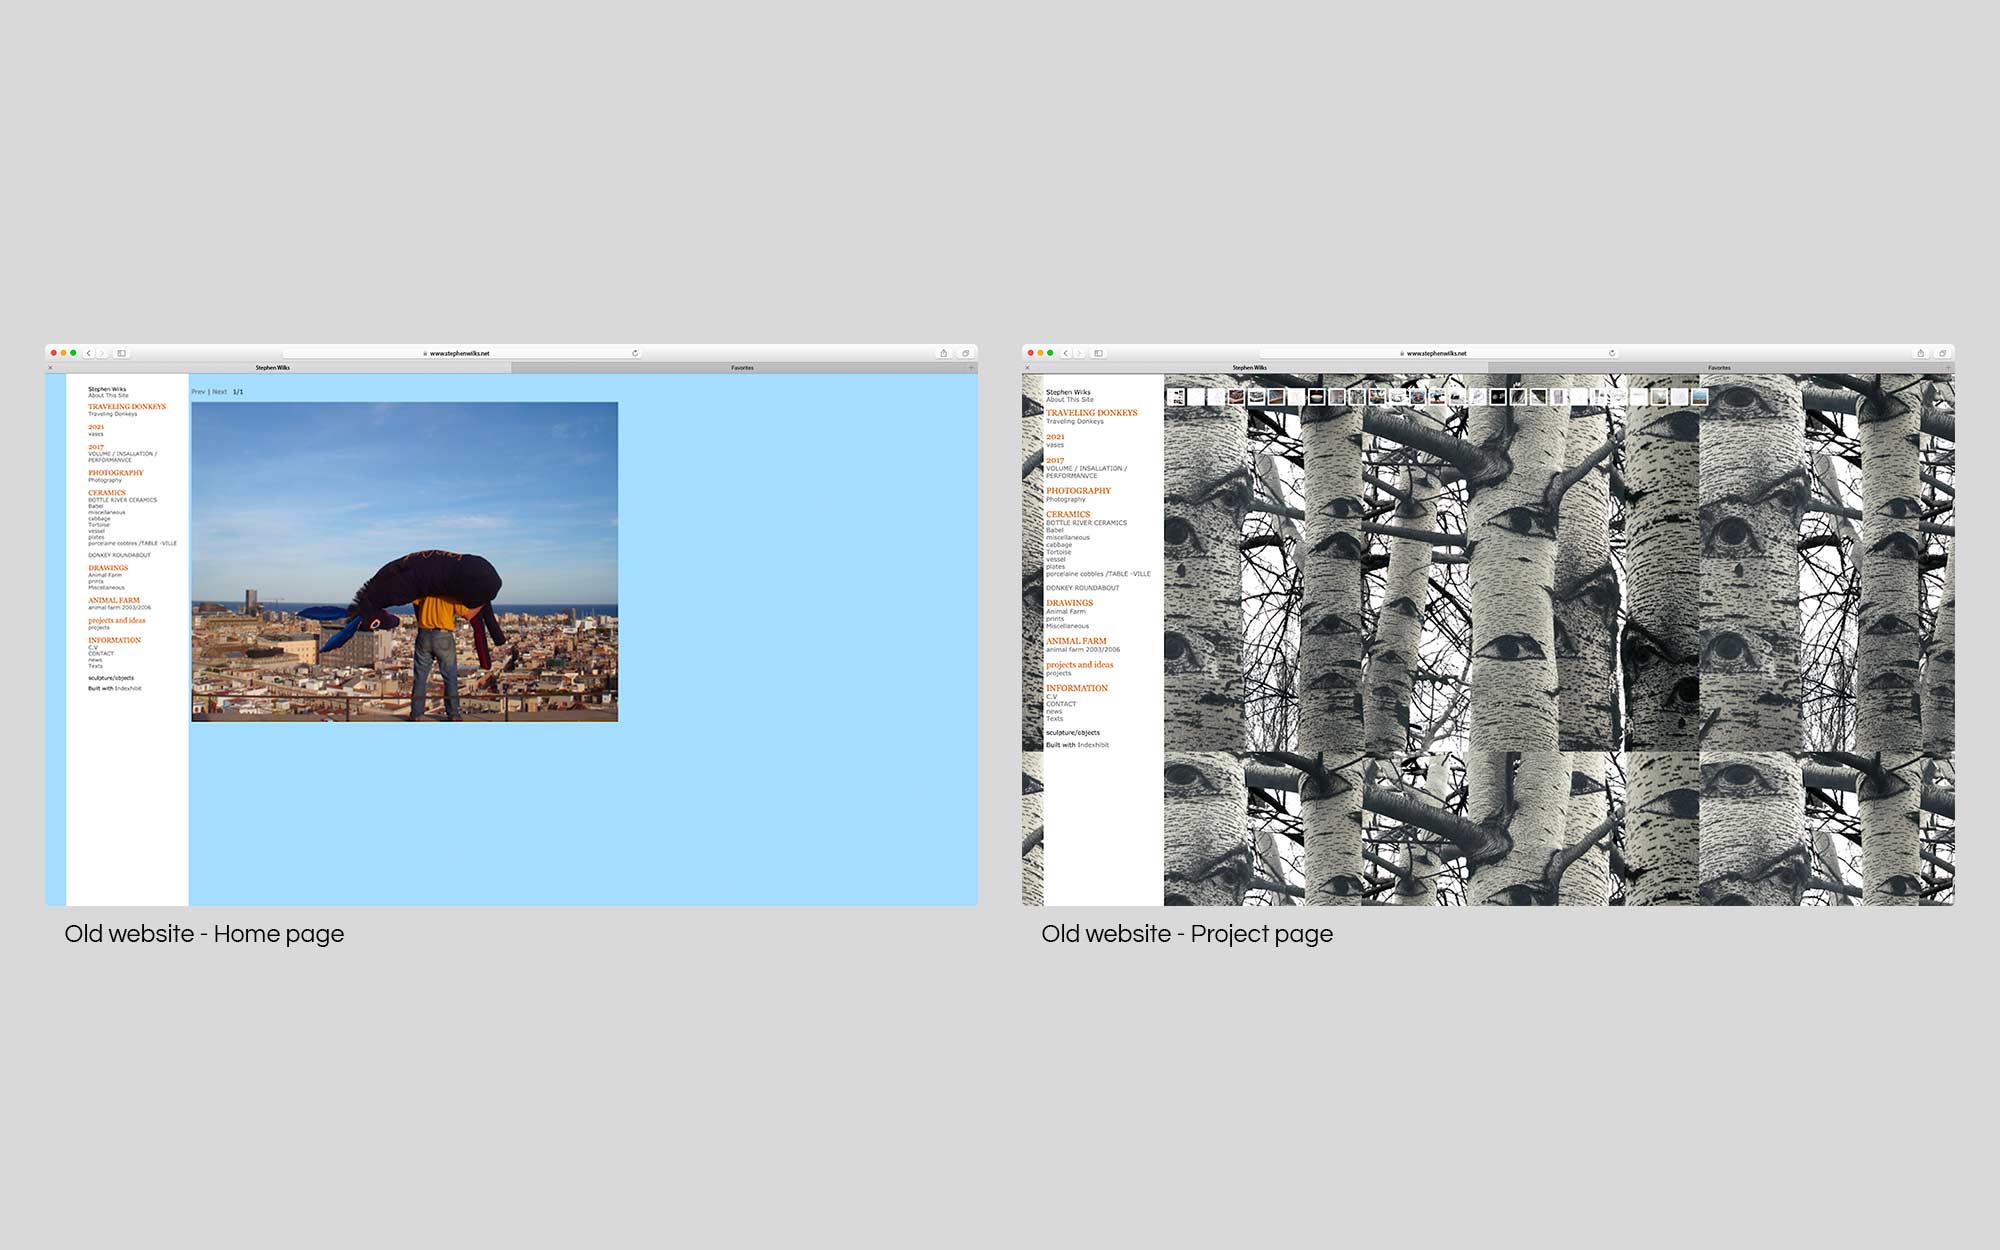 www.stephenwilks.net
Stephen Wilks
Favorites
Stephen Wilks
About This Site
TRAVELING DONKEYS
Traveling Donkeys
2021
vases
2017
VOLUME / INSALLATION /
PERFORMANVCE
PHOTOGRAPHY
Photography
CERAMICS
BOTTLE RIVER CERAMICS
Babel
miscellaneous
cabbage
Tortoise
vessel
plates
porcelaine cobbles /TABLE -VILLE
DONKEY ROUNDABOUT
DRAWINGS
Animal Farm
prints
Miscellaneous
ANIMAL FARM
animal farm 2003/2006
projects and ideas
projects
INFORMATION
C.V
CONTACT
news
Texts
sculpture/objects
Built with Indexhibit
Prev | Next 1/1
Old website - Home page
www.stephenwilks.net
Stephen Wilks
Favorites
Stephen Wilks
About This Site
TRAVELING DONKEYS
Traveling Donkeys
2021
vases
2017
VOLUME / INSALLATION /
PERFORMANVCE
PHOTOGRAPHY
Photography
CERAMICS
BOTTLE RIVER CERAMICS
Babel
miscellaneous
cabbage
Tortoise
vessel
plates
porcelaine cobbles /TABLE -VILLE
DONKEY ROUNDABOUT
DRAWINGS
Animal Farm
prints
Miscellaneous
ANIMAL FARM
animal farm 2003/2006
projects and ideas
projects
INFORMATION
C.V
CONTACT
news
Texts
sculpture/objects
Built with Indexhibit
Old website - Project page